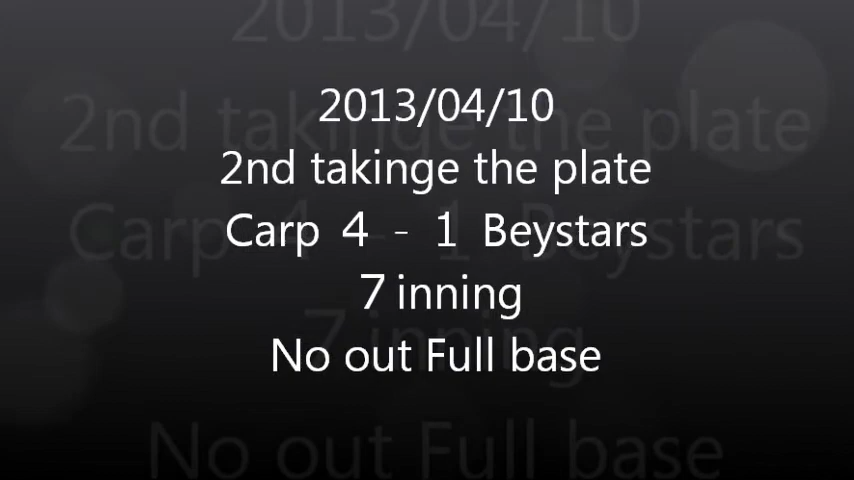 2013/04/10
2nd takinge the plate
Carp 4 - 1 Beystars
7 inning
No out Full base